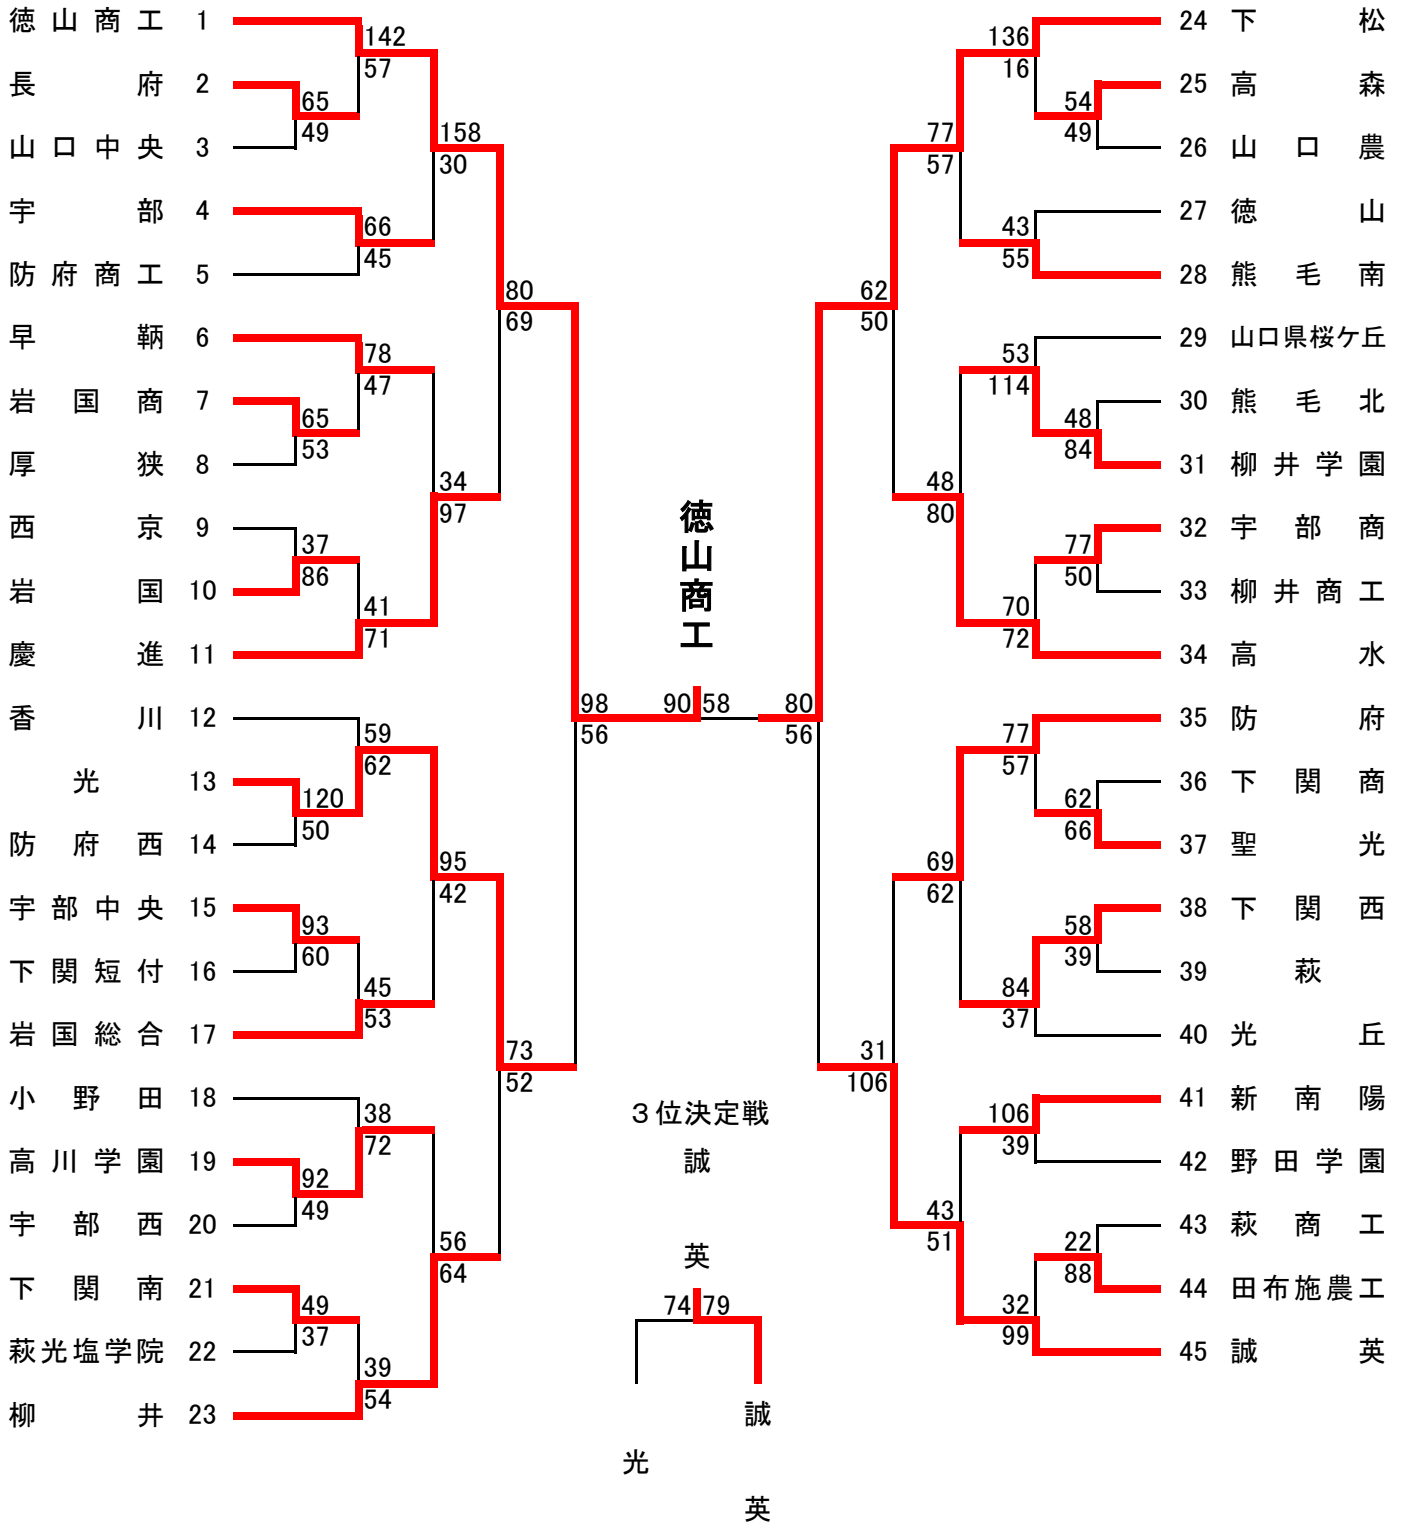 徳山商工 1
長府 2
山口中央 3
宇部 4
防府商工 5
早鞆 6
岩国商 7
厚狭 8
西京 9
岩国 10
慶進 11
香川 12
光 13
防府西 14
宇部中央 15
下関短付 16
岩国総合 17
小野田 18
高川学園 19
宇部西 20
下関南 21
萩光塩学院 22
柳井 23
65
49
65
53
37
86
120
50
93
60
92
49
49
37
142
57
66
45
78
47
41
71
59
62
45
53
38
72
39
54
158
30
34
97
95
42
56
64
80
69
73
52
98
56
徳山商工
90 58
80
56
62
50
31
106
77
57
48
80
69
62
43
51
136
16
43
55
53
114
70
72
77
57
84
37
106
39
32
99
54
49
48
84
77
50
62
66
58
39
22
88
24 下松
25 高森
26 山口農
27 徳山
28 熊毛南
29 山口県桜ケ丘
30 熊毛北
31 柳井学園
32 宇部商
33 柳井商工
34 高水
35 防府
36 下関商
37 聖光
38 下関西
39 萩
40 光丘
41 新南陽
42 野田学園
43 萩商工
44 田布施農工
45 誠英
3位決定戦
誠英
74 79
光
誠英